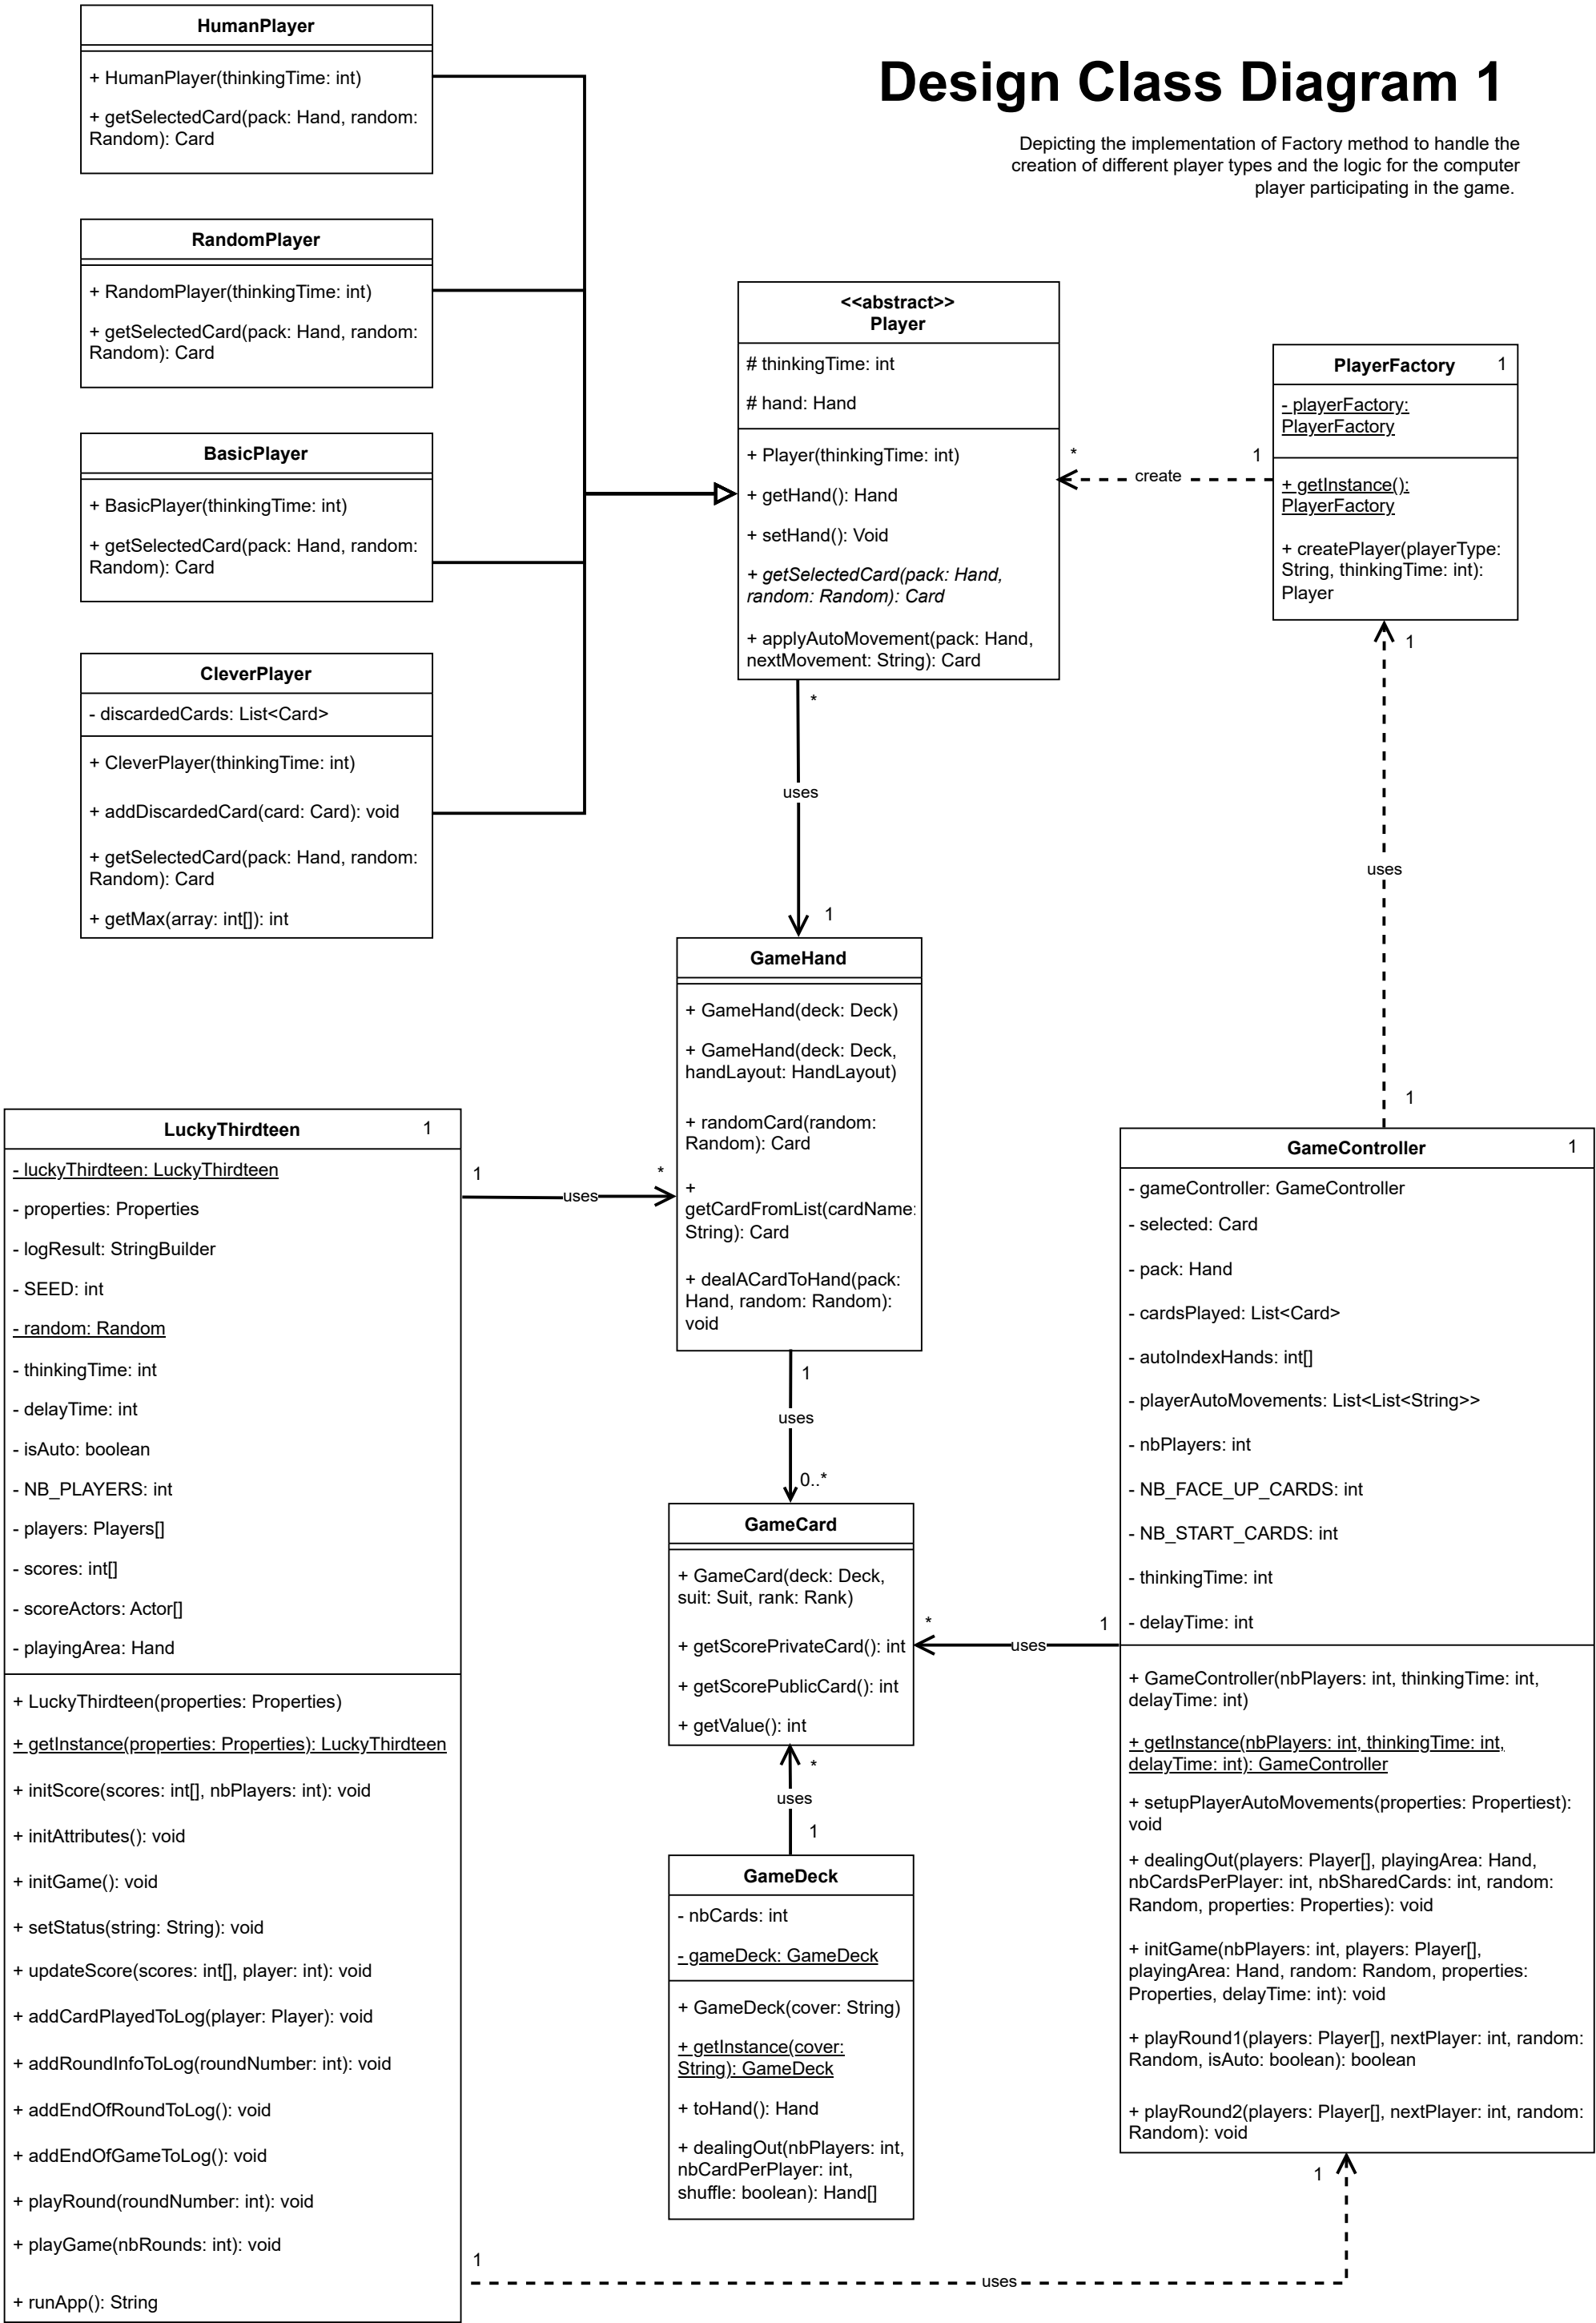 Design Class Diagram 1
Depicting the implementation of Factory method to handle the
creation of different player types and the logic for the computer
player participating in the game.
HumanPlayer
+ HumanPlayer(thinkingTime: int)
+ getSelectedCard(pack: Hand, random:
Random): Card
RandomPlayer
+ RandomPlayer(thinkingTime: int)
+ getSelectedCard(pack: Hand, random:
Random): Card
BasicPlayer
+ BasicPlayer(thinkingTime: int)
+ getSelectedCard(pack: Hand, random:
Random): Card
CleverPlayer
- discardedCards: List<Card>
+ CleverPlayer(thinkingTime: int)
+ addDiscardedCard(card: Card): void
+ getSelectedCard(pack: Hand, random:
Random): Card
+ getMax(array: int[]): int
<<abstract>>
Player
# thinkingTime: int
# hand: Hand
+ Player(thinkingTime: int)
+ getHand(): Hand
+ setHand(): Void
+ getSelectedCard(pack: Hand,
random: Random): Card
+ applyAutoMovement(pack: Hand,
nextMovement: String): Card
*
create
1
PlayerFactory 1
- playerFactory:
PlayerFactory
+ getInstance():
PlayerFactory
+ createPlayer(playerType:
String, thinkingTime: int):
Player
1
uses
1
*
uses
1
GameHand
+ GameHand(deck: Deck)
+ GameHand(deck: Deck,
handLayout: HandLayout)
+ randomCard(random:
Random): Card
+
getCardFromList(cardName:
String): Card
+ dealACardToHand(pack:
Hand, random: Random):
void
1
uses
*
LuckyThirdteen 1
- luckyThirdteen: LuckyThirdteen
- properties: Properties
- logResult: StringBuilder
- SEED: int
- random: Random
- thinkingTime: int
- delayTime: int
- isAuto: boolean
- NB_PLAYERS: int
- players: Players[]
- scores: int[]
- scoreActors: Actor[]
- playingArea: Hand
+ LuckyThirdteen(properties: Properties)
+ getInstance(properties: Properties): LuckyThirdteen
+ initScore(scores: int[], nbPlayers: int): void
+ initAttributes(): void
+ initGame(): void
+ setStatus(string: String): void
+ updateScore(scores: int[], player: int): void
+ addCardPlayedToLog(player: Player): void
+ addRoundInfoToLog(roundNumber: int): void
+ addEndOfRoundToLog(): void
+ addEndOfGameToLog(): void
+ playRound(roundNumber: int): void
+ playGame(nbRounds: int): void
+ runApp(): String
1
uses
0..*
GameCard
+ GameCard(deck: Deck,
suit: Suit, rank: Rank)
+ getScorePrivateCard(): int
+ getScorePublicCard(): int
+ getValue(): int
*
uses
1
*
uses
1
GameDeck
- nbCards: int
- gameDeck: GameDeck
+ GameDeck(cover: String)
+ getInstance(cover:
String): GameDeck
+ toHand(): Hand
+ dealingOut(nbPlayers: int,
nbCardPerPlayer: int,
shuffle: boolean): Hand[]
GameController 1
- gameController: GameController
- selected: Card
- pack: Hand
- cardsPlayed: List<Card>
- autoIndexHands: int[]
- playerAutoMovements: List<List<String>>
- nbPlayers: int
- NB_FACE_UP_CARDS: int
- NB_START_CARDS: int
- thinkingTime: int
- delayTime: int
+ GameController(nbPlayers: int, thinkingTime: int,
delayTime: int)
+ getInstance(nbPlayers: int, thinkingTime: int,
delayTime: int): GameController
+ setupPlayerAutoMovements(properties: Propertiest):
void
+ dealingOut(players: Player[], playingArea: Hand,
nbCardsPerPlayer: int, nbSharedCards: int, random:
Random, properties: Properties): void
+ initGame(nbPlayers: int, players: Player[],
playingArea: Hand, random: Random, properties:
Properties, delayTime: int): void
+ playRound1(players: Player[], nextPlayer: int, random:
Random, isAuto: boolean): boolean
+ playRound2(players: Player[], nextPlayer: int, random:
Random): void
1
uses
1